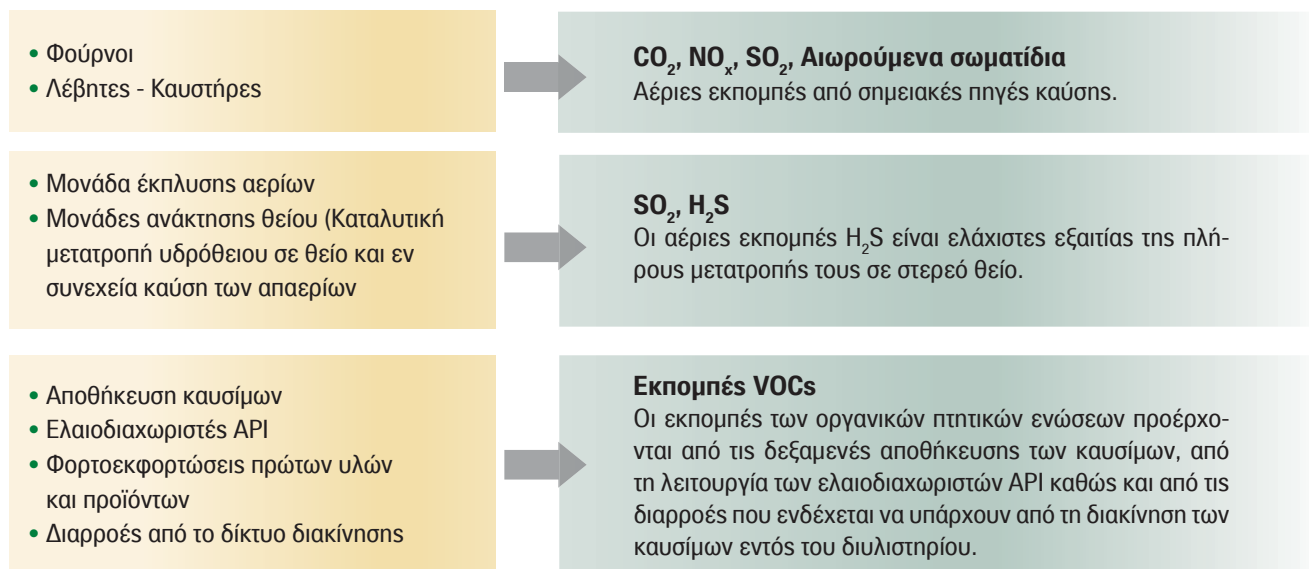 • Φούρνοι
• Λέβητες - Καυστήρες
CO₂, NOₓ, SO₂, Αιωρούμενα σωματίδια
Αέριες εκπομπές από σημειακές πηγές καύσης.
• Μονάδα έκπλυσης αερίων
• Μονάδες ανάκτησης θείου (Καταλυτική
μετατροπή υδρόθειου σε θείο και εν
συνεχεία καύση των απαερίων
SO₂, H₂S
Οι αέριες εκπομπές H₂S είναι ελάχιστες εξαιτίας της πλή-
ρους μετατροπής τους σε στερεό θείο.
• Αποθήκευση καυσίμων
• Ελαιοδιαχωριστές API
• Φορτοεκφορτώσεις πρώτων υλών
και προϊόντων
• Διαρροές από το δίκτυο διακίνησης
Εκπομπές VOCs
Οι εκπομπές των οργανικών πτητικών ενώσεων προέρχο-
νται από τις δεξαμενές αποθήκευσης των καυσίμων, από
τη λειτουργία των ελαιοδιαχωριστών API καθώς και από τις
διαρροές που ενδέχεται να υπάρχουν από τη διακίνηση των
καυσίμων εντός του διυλιστηρίου.